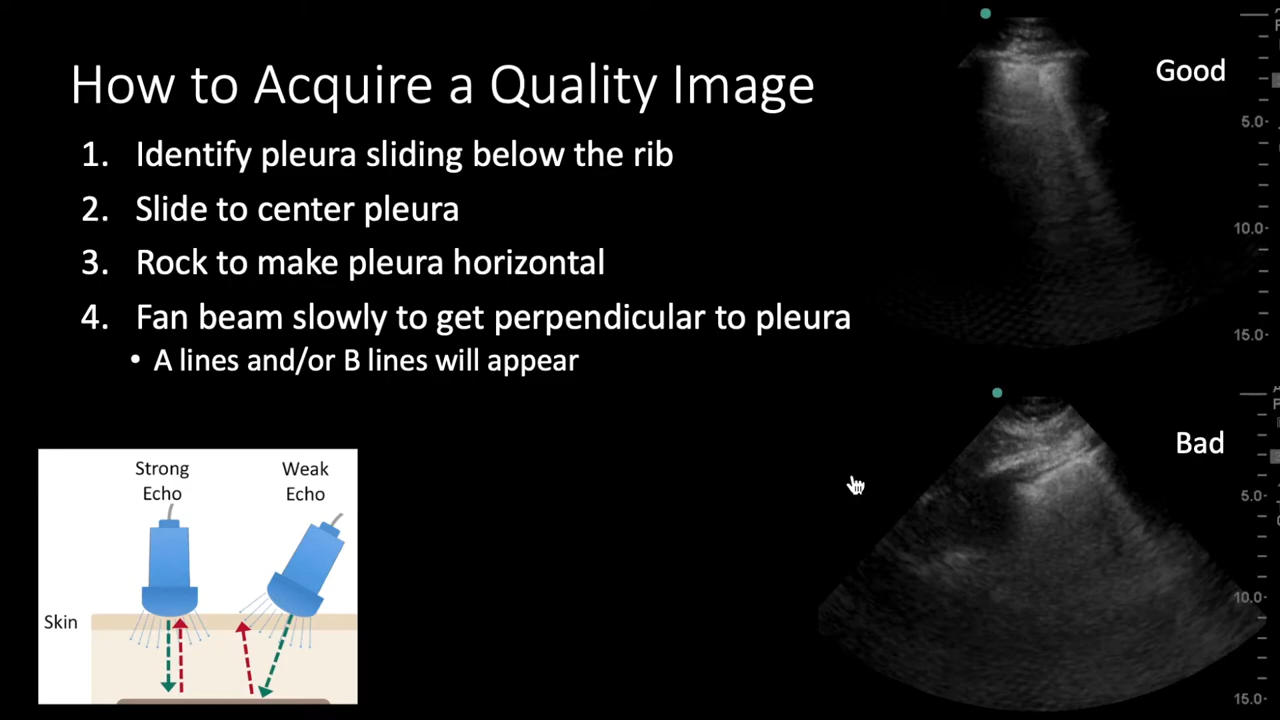 How to Acquire a Quality Image
1. Identify pleura sliding below the rib
2. Slide to center pleura
3. Rock to make pleura horizontal
4. Fan beam slowly to get perpendicular to pleura
• A lines and/or B lines will appear
Strong Echo
Weak Echo
Skin
Good
5.0
10.0
15.0
Bad
5.0
10.0
15.0